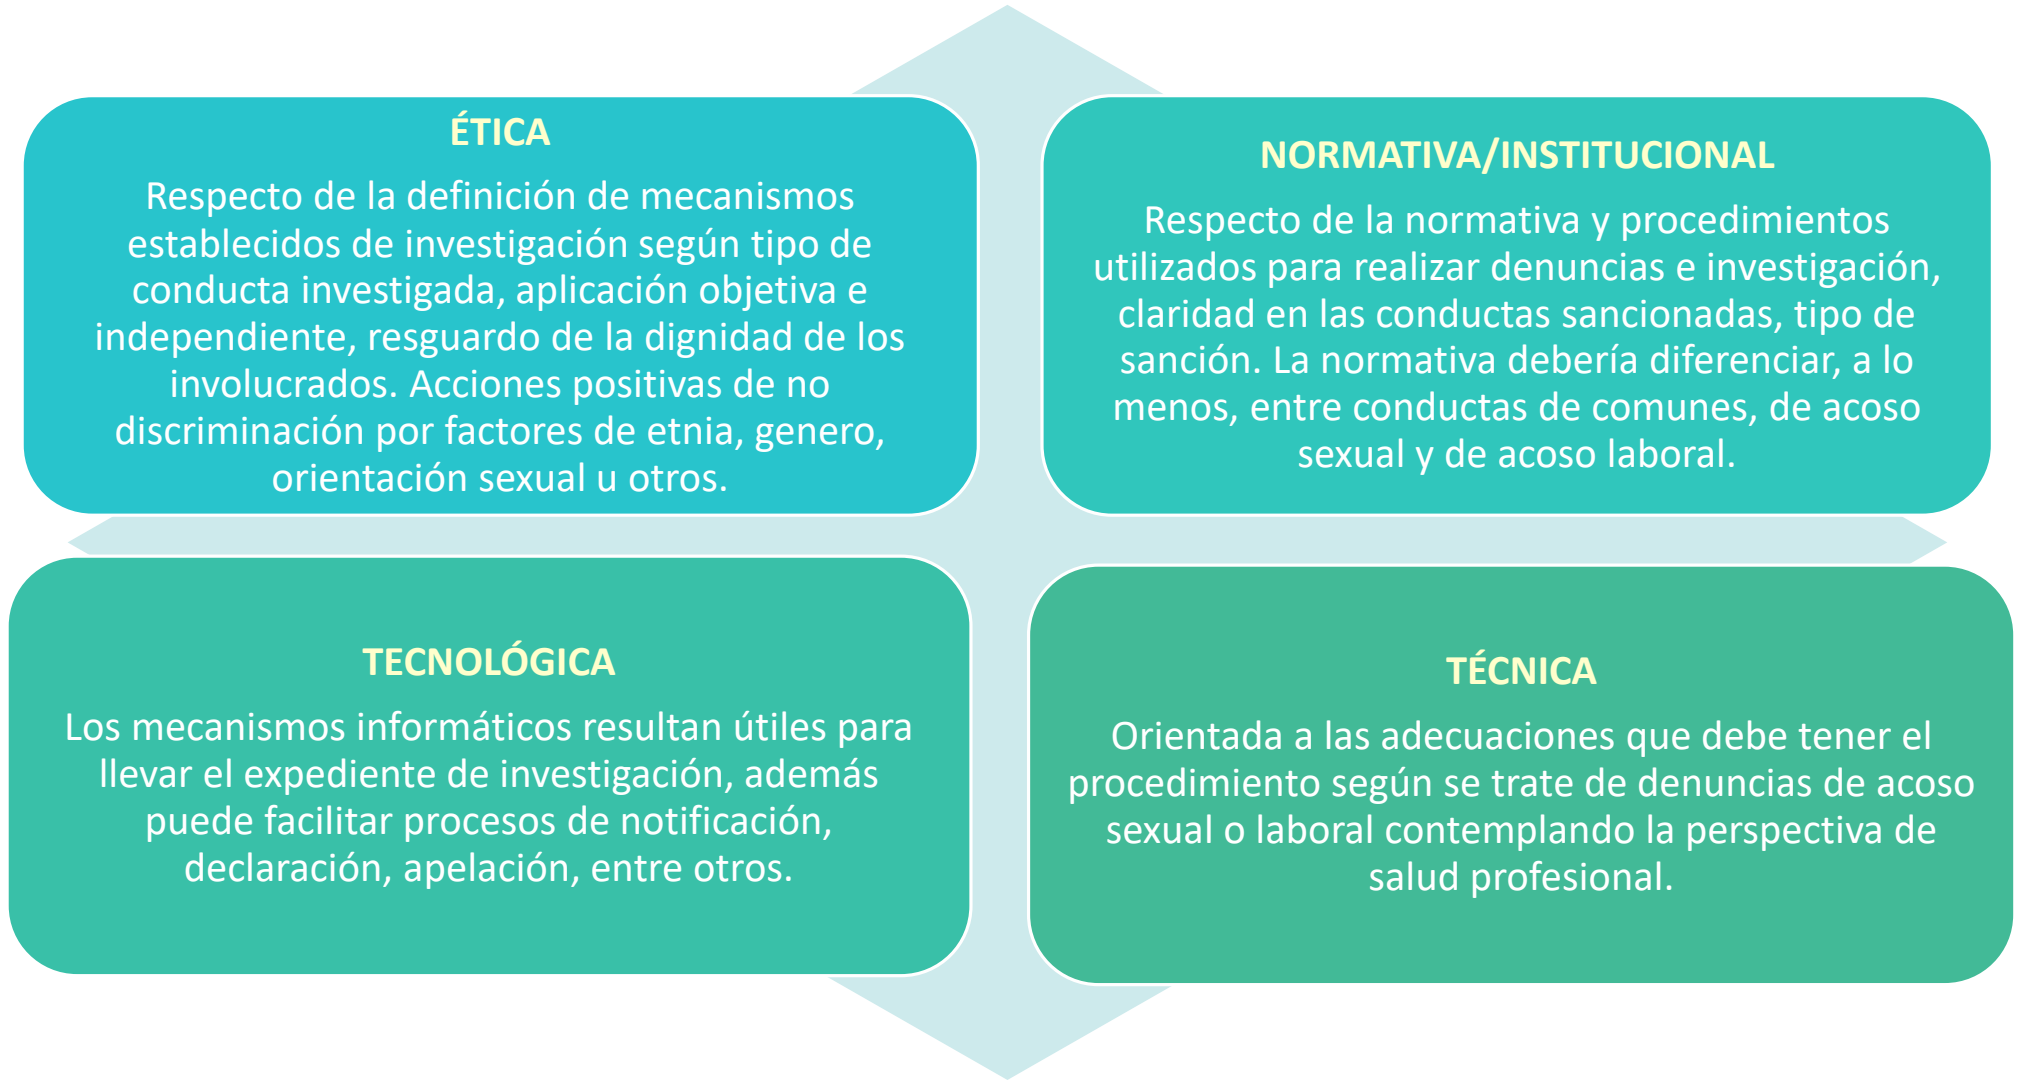 ÉTICA
Respecto de la definición de mecanismos
establecidos de investigación según tipo de
conducta investigada, aplicación objetiva e
independiente, resguardo de la dignidad de los
involucrados. Acciones positivas de no
discriminación por factores de etnia, genero,
orientación sexual u otros.
NORMATIVA/INSTITUCIONAL
Respecto de la normativa y procedimientos
utilizados para realizar denuncias e investigación,
claridad en las conductas sancionadas, tipo de
sanción. La normativa debería diferenciar, a lo
menos, entre conductas de comunes, de acoso
sexual y de acoso laboral.
TECNOLÓGICA
Los mecanismos informáticos resultan útiles para
llevar el expediente de investigación, además
puede facilitar procesos de notificación,
declaración, apelación, entre otros.
TÉCNICA
Orientada a las adecuaciones que debe tener el
procedimiento según se trate de denuncias de acoso
sexual o laboral contemplando la perspectiva de
salud profesional.